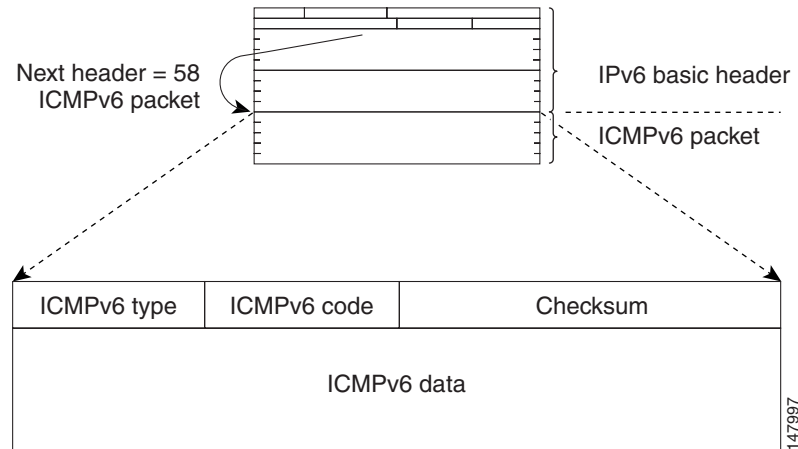 Next header = 58
ICMPv6 packet
IPv6 basic header
ICMPv6 packet
ICMPv6 type
ICMPv6 code
Checksum
ICMPv6 data
147997